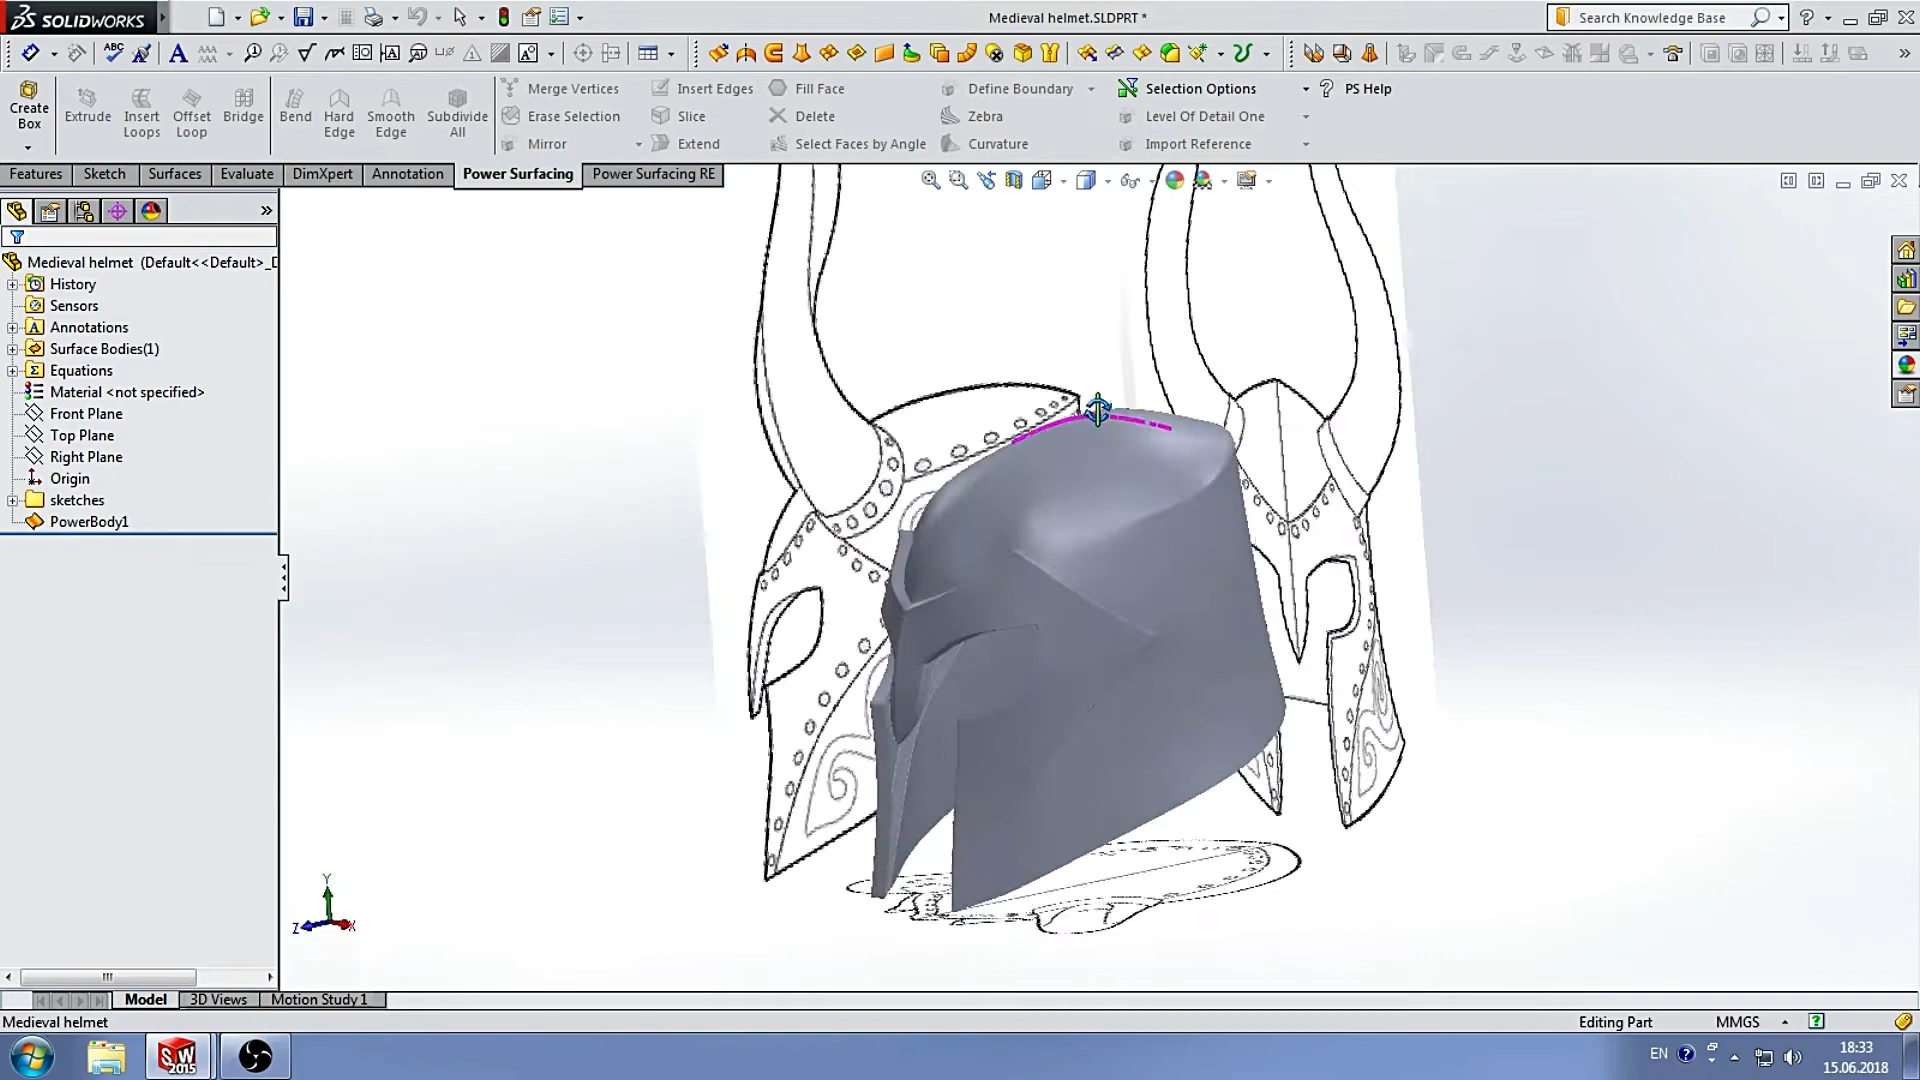 SOLIDWORKS
Medieval helmet.SLDPRT *
Search Knowledge Base
?
ABC
Create Box
Extrude
Insert Loops
Offset Loop
Bridge
Bend
Hard Edge
Smooth Edge
Subdivide All
Merge Vertices
Erase Selection
Mirror
Insert Edges
Slice
Extend
Fill Face
Delete
Select Faces by Angle
Define Boundary
Zebra
Curvature
Selection Options
Level Of Detail One
Import Reference
? PS Help
Features
Sketch
Surfaces
Evaluate
DimXpert
Annotation
Power Surfacing
Power Surfacing RE
Medieval helmet (Default<<Default>_D
History
Sensors
Annotations
Surface Bodies(1)
Equations
Material <not specified>
Front Plane
Top Plane
Right Plane
Origin
sketches
PowerBody1
Y
Z
X
Model
3D Views
Motion Study 1
Medieval helmet
Editing Part
MMGS
?
SW 2015
EN
18:33
15.06.2018